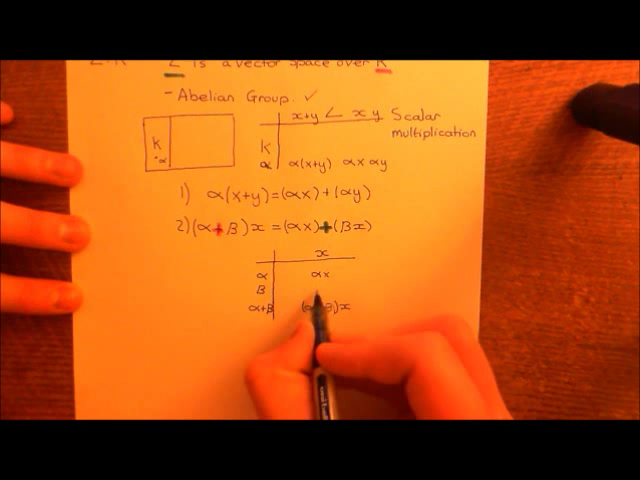 L is a vector space over K
- Abelian Group. ✓
x+y L x y Scalar
multiplication
K
K
α α
α(x+y) αx αy
1) α(x+y)=(αx)+(αy)
2)(α+β)x=(αx)+(βx)
x
α αx
β
α+β (α+β)x